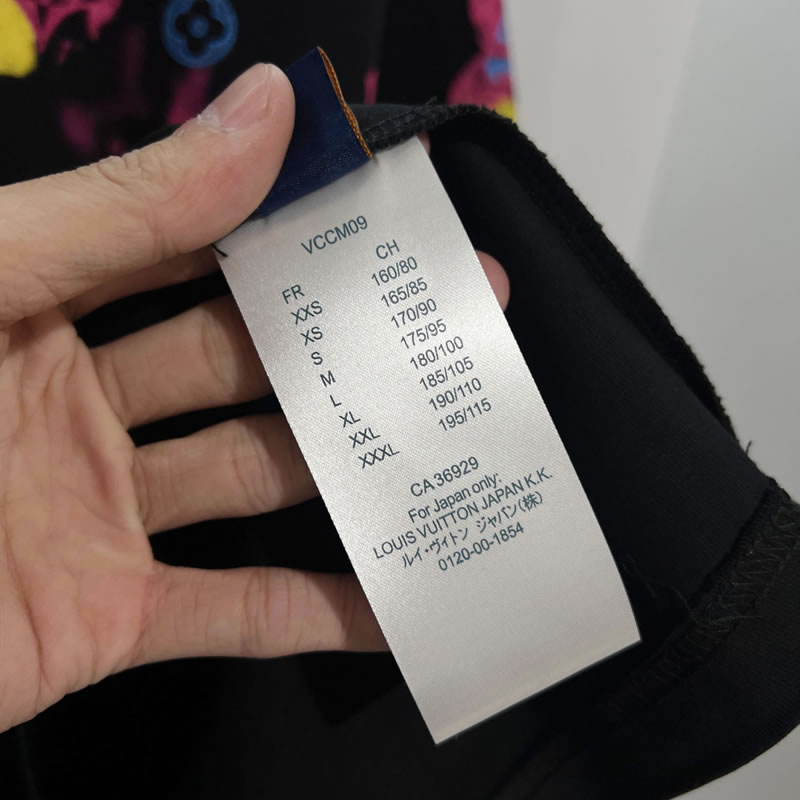 VCCM09
FR CH
XXS 160/80
XS 165/85
S 170/90
M 175/95
L 180/100
XL 185/105
XXL 190/110
XXXL 195/115
CA 36929
For Japan only:
LOUIS VUITTON JAPAN K.K.
ルイ・ヴィトン ジャパン(株)
0120-00-1854